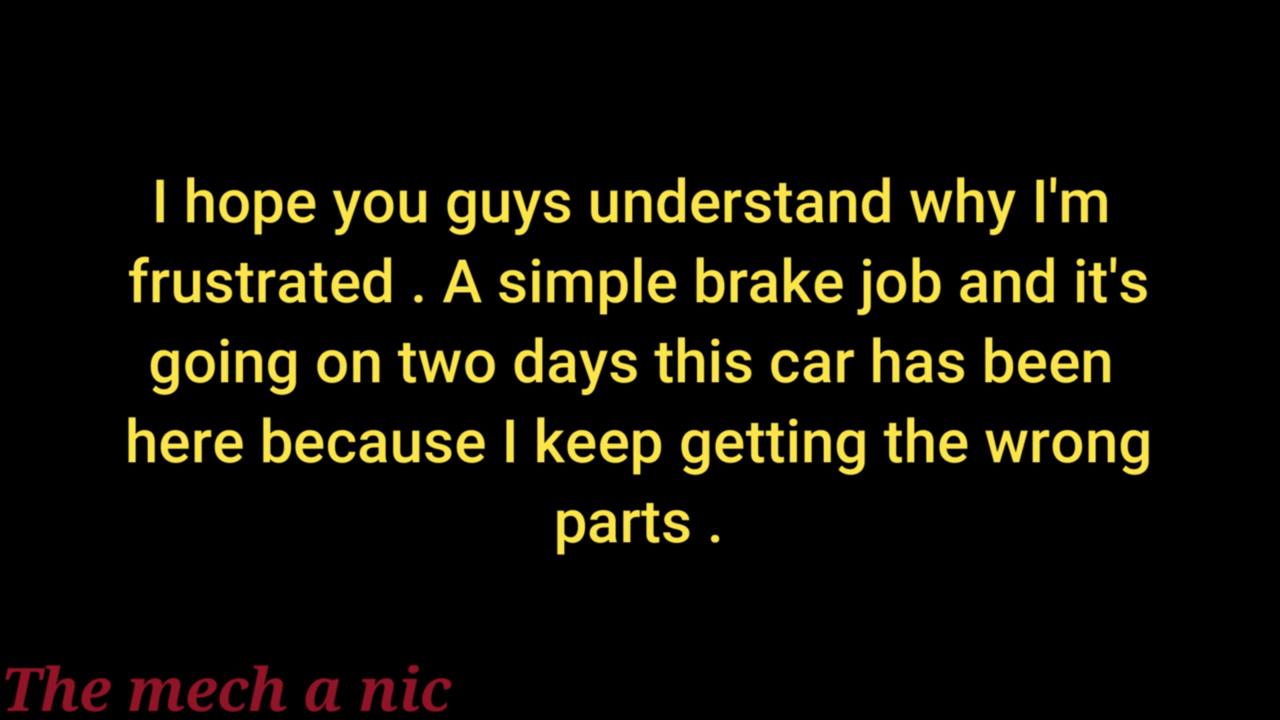 I hope you guys understand why I'm
frustrated . A simple brake job and it's
going on two days this car has been
here because I keep getting the wrong
parts .
The mech a nic